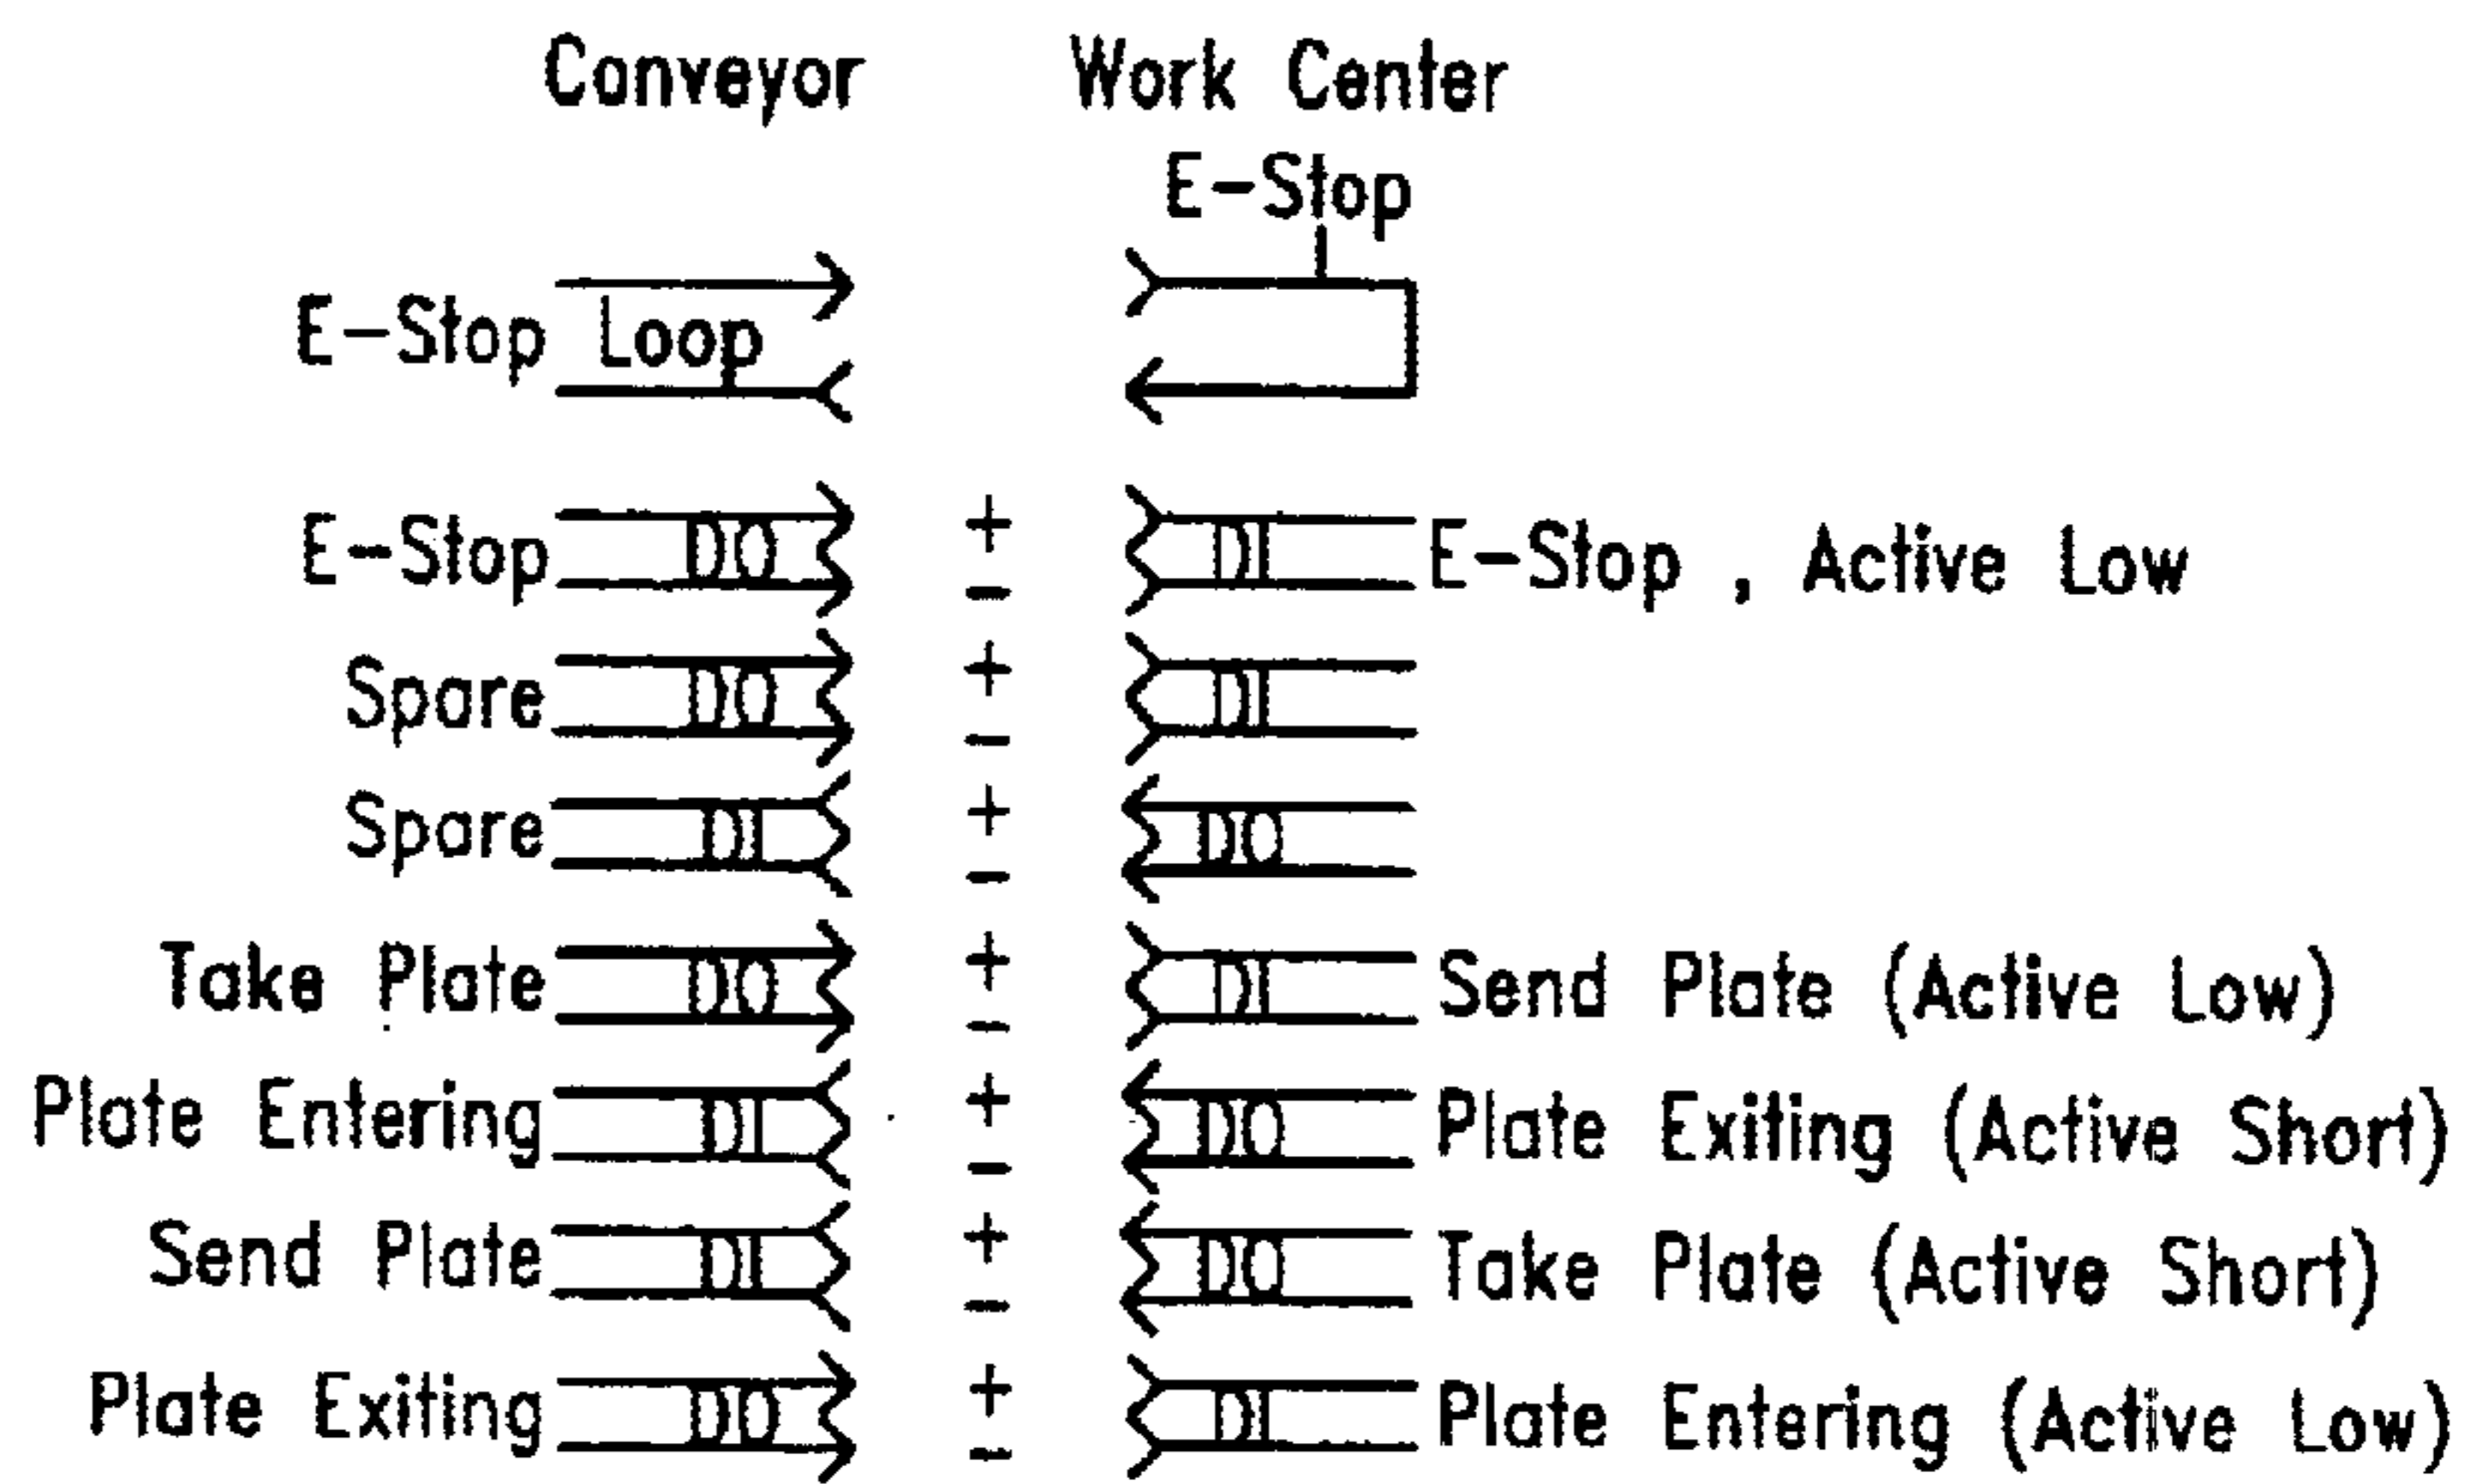 Conveyor Work Center
E-Stop
E-Stop Loop
+
E-Stop DO DI E-Stop , Active Low
-
+
Spare DO DI
-
+
Spare DI DO
-
+
Take Plate DO DI Send Plate (Active Low)
-
+
Plate Entering DI DO Plate Exiting (Active Short)
-
+
Send Plate DI DO Take Plate (Active Short)
-
+
Plate Exiting DO DI Plate Entering (Active Low)
-